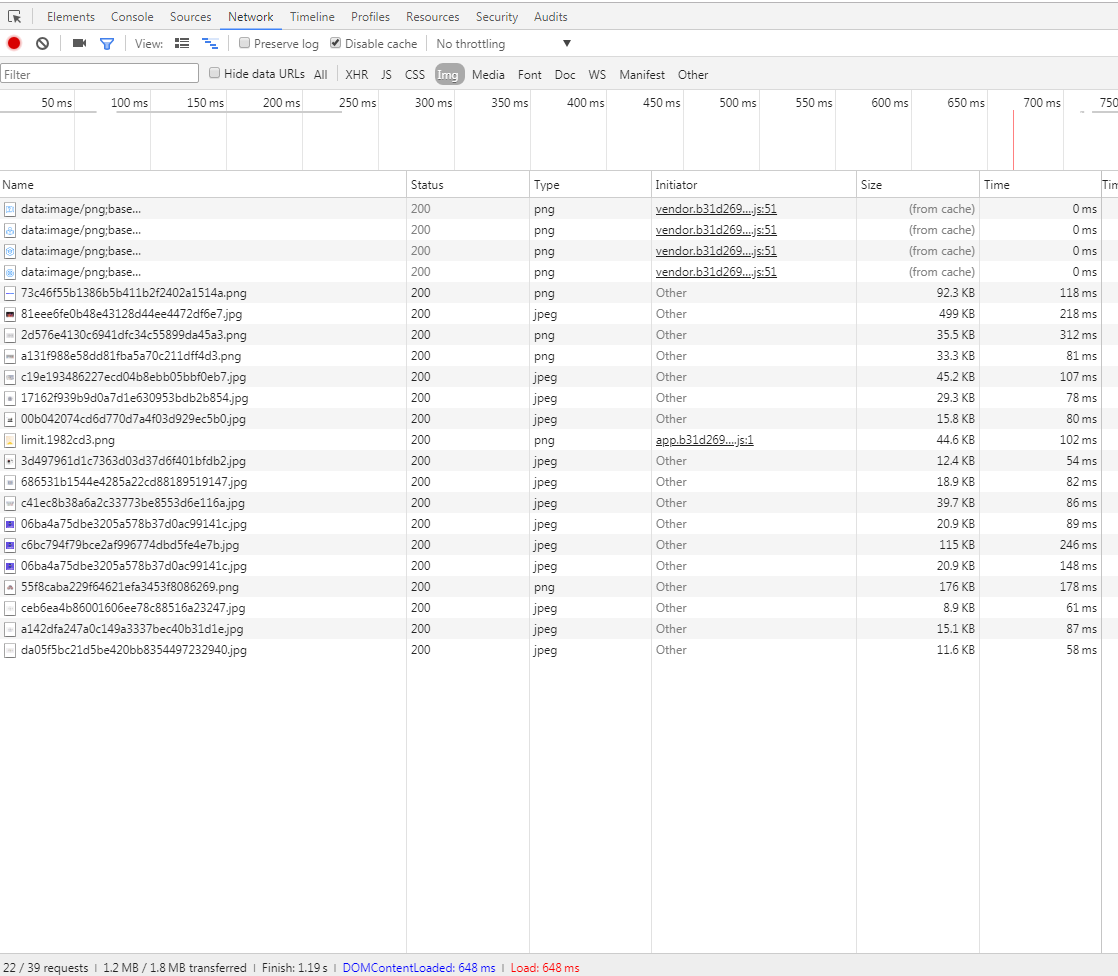 Elements Console Sources Network Timeline Profiles Resources Security Audits
View: Preserve log Disable cache No throttling
Filter Hide data URLs All XHR JS CSS Img Media Font Doc WS Manifest Other
50 ms 100 ms 150 ms 200 ms 250 ms 300 ms 350 ms 400 ms 450 ms 500 ms 550 ms 600 ms 650 ms 700 ms 750
Name Status Type Initiator Size Time Tim
data:image/png;base... 200 png vendor.b31d269....js:51 (from cache) 0 ms
data:image/png;base... 200 png vendor.b31d269....js:51 (from cache) 0 ms
data:image/png;base... 200 png vendor.b31d269....js:51 (from cache) 0 ms
data:image/png;base... 200 png vendor.b31d269....js:51 (from cache) 0 ms
73c46f55b1386b5b411b2f2402a1514a.png 200 png Other 92.3 KB 118 ms
81eee6fe0b48e43128d44ee4472df6e7.jpg 200 jpeg Other 499 KB 218 ms
2d576e4130c6941dfc34c55899da45a3.png 200 png Other 35.5 KB 312 ms
a131f988e58dd81fba5a70c211dff4d3.png 200 png Other 33.3 KB 81 ms
c19e193486227ecd04b8ebb05bbf0eb7.jpg 200 jpeg Other 45.2 KB 107 ms
17162f939b9d0a7d1e630953bdb2b854.jpg 200 jpeg Other 29.3 KB 78 ms
00b042074cd6d770d7a4f03d929ec5b0.jpg 200 jpeg Other 15.8 KB 80 ms
limit.1982cd3.png 200 png app.b31d269....js:1 44.6 KB 102 ms
3d497961d1c7363d03d37d6f401bfdb2.jpg 200 jpeg Other 12.4 KB 54 ms
686531b1544e4285a22cd88189519147.jpg 200 jpeg Other 18.9 KB 82 ms
c41ec8b38a6a2c33773be8553d6e116a.jpg 200 jpeg Other 39.7 KB 86 ms
06ba4a75dbe3205a578b37d0ac99141c.jpg 200 jpeg Other 20.9 KB 89 ms
c6bc794f79bce2af996774dbd5fe4e7b.jpg 200 jpeg Other 115 KB 246 ms
06ba4a75dbe3205a578b37d0ac99141c.jpg 200 jpeg Other 20.9 KB 148 ms
55f8caba229f64621efa3453f8086269.png 200 png Other 176 KB 178 ms
ceb6ea4b86001606ee78c88516a23247.jpg 200 jpeg Other 8.9 KB 61 ms
a142dfa247a0c149a3337bec40b31d1e.jpg 200 jpeg Other 15.1 KB 87 ms
da05f5bc21d5be420bb8354497232940.jpg 200 jpeg Other 11.6 KB 58 ms
22 / 39 requests | 1.2 MB / 1.8 MB transferred | Finish: 1.19 s | DOMContentLoaded: 648 ms | Load: 648 ms